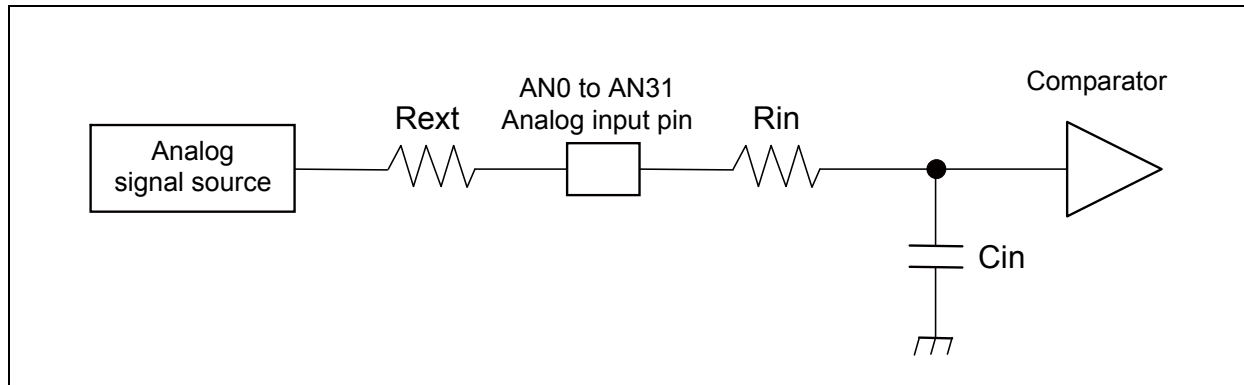 AN0 to AN31
Analog input pin
Comparator
Rext
Rin
Analog
signal source
Cin